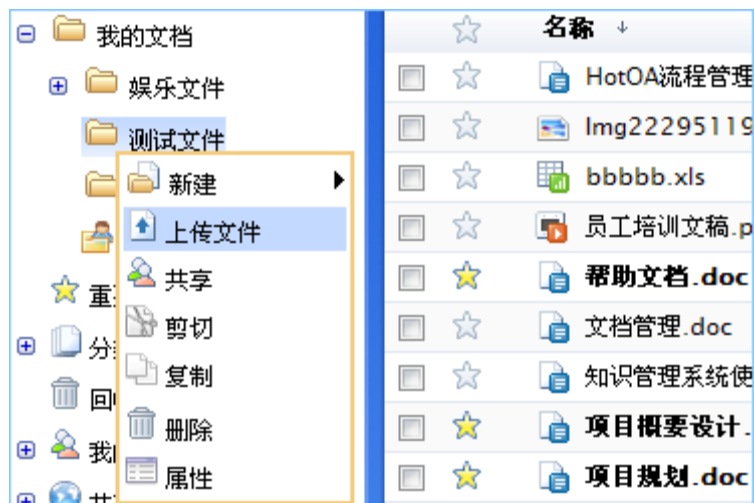 我的文档
娱乐文件
测试文件
新建
上传文件
共享
剪切
复制
删除
属性
重
分
回
我
名称
HotOA流程管理
Img22295119
bbbbb.xls
员工培训文稿.p
帮助文档.doc
文档管理.doc
知识管理系统使
项目概要设计.
项目规划.doc